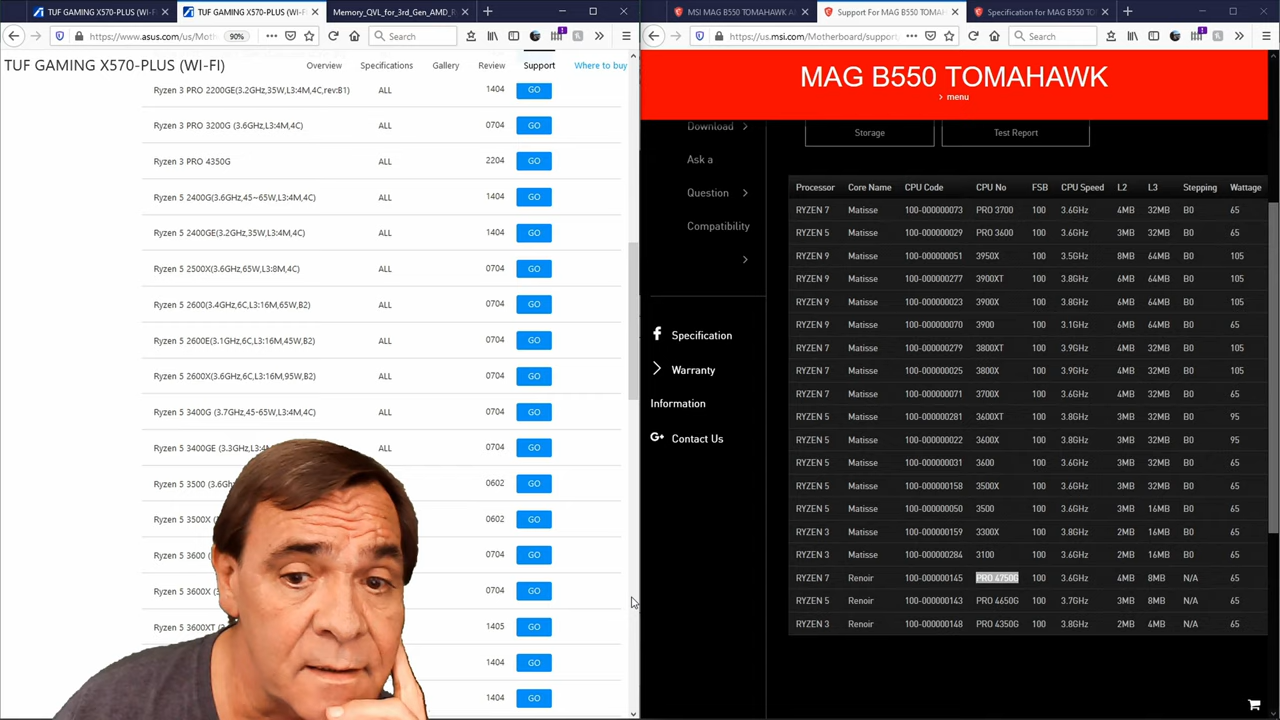 TUF GAMING X570-PLUS (WI-FI)
TUF GAMING X570-PLUS (WI-FI)
Memory_QVL_for_3rd_Gen_AMD_R
https://www.asus.com/us/Moth
90%
Search
TUF GAMING X570-PLUS (WI-FI)
Overview
Specifications
Gallery
Review
Support
Where to buy
Ryzen 3 PRO 2200GE(3.2GHz,35W,L3:4M,4C,rev:B1) ALL 1404 GO
Ryzen 3 PRO 3200G (3.6GHz,L3:4M,4C) ALL 0704 GO
Ryzen 3 PRO 4350G ALL 2204 GO
Ryzen 5 2400G(3.6GHz,45~65W,L3:4M,4C) ALL 1404 GO
Ryzen 5 2400GE(3.2GHz,35W,L3:4M,4C) ALL 1404 GO
Ryzen 5 2500X(3.6GHz,65W,L3:8M,4C) ALL 0704 GO
Ryzen 5 2600(3.4GHz,6C,L3:16M,65W,B2) ALL 0704 GO
Ryzen 5 2600E(3.1GHz,6C,L3:16M,45W,B2) ALL 0704 GO
Ryzen 5 2600X(3.6GHz,6C,L3:16M,95W,B2) ALL 0704 GO
Ryzen 5 3400G (3.7GHz,45-65W,L3:4M,4C) ALL 0704 GO
Ryzen 5 3400GE (3.3GHz,L3:4M ALL 0704 GO
Ryzen 5 3500 (3.6 0602 GO
Ryzen 5 3500X 0602 GO
Ryzen 5 3600 0704 GO
Ryzen 5 3600X 0704 GO
Ryzen 5 3600XT 1405 GO
1404 GO
1404 GO
MSI MAG B550 TOMAHAWK A
Support For MAG B550 TOMAH
Specification for MAG B550 TO
https://us.msi.com/Motherboard/support
Search
MAG B550 TOMAHAWK
> menu
Download
Storage
Test Report
Ask a
Question
Compatibility
Specification
Warranty
Information
Contact Us
Processor Core Name CPU Code CPU No FSB CPU Speed L2 L3 Stepping Wattage
RYZEN 7 Matisse 100-000000073 PRO 3700 100 3.6GHz 4MB 32MB B0 65
RYZEN 5 Matisse 100-000000029 PRO 3600 100 3.6GHz 3MB 32MB B0 65
RYZEN 9 Matisse 100-000000051 3950X 100 3.5GHz 8MB 64MB B0 105
RYZEN 9 Matisse 100-000000277 3900XT 100 3.8GHz 6MB 64MB B0 105
RYZEN 9 Matisse 100-000000023 3900X 100 3.8GHz 6MB 64MB B0 105
RYZEN 9 Matisse 100-000000070 3900 100 3.1GHz 6MB 64MB B0 65
RYZEN 7 Matisse 100-000000279 3800XT 100 3.9GHz 4MB 32MB B0 105
RYZEN 7 Matisse 100-000000025 3800X 100 3.9GHz 4MB 32MB B0 105
RYZEN 7 Matisse 100-000000071 3700X 100 3.6GHz 4MB 32MB B0 65
RYZEN 5 Matisse 100-000000281 3600XT 100 3.8GHz 3MB 32MB B0 95
RYZEN 5 Matisse 100-000000022 3600X 100 3.8GHz 3MB 32MB B0 95
RYZEN 5 Matisse 100-000000031 3600 100 3.6GHz 3MB 32MB B0 65
RYZEN 5 Matisse 100-000000158 3500X 100 3.6GHz 3MB 32MB B0 65
RYZEN 5 Matisse 100-000000050 3500 100 3.6GHz 3MB 16MB B0 65
RYZEN 3 Matisse 100-000000159 3300X 100 3.8GHz 2MB 16MB B0 65
RYZEN 3 Matisse 100-000000284 3100 100 3.6GHz 2MB 16MB B0 65
RYZEN 7 Renoir 100-000000145 PRO 4750G 100 3.6GHz 4MB 8MB N/A 65
RYZEN 5 Renoir 100-000000143 PRO 4650G 100 3.7GHz 3MB 8MB N/A 65
RYZEN 3 Renoir 100-000000148 PRO 4350G 100 3.8GHz 2MB 4MB N/A 65